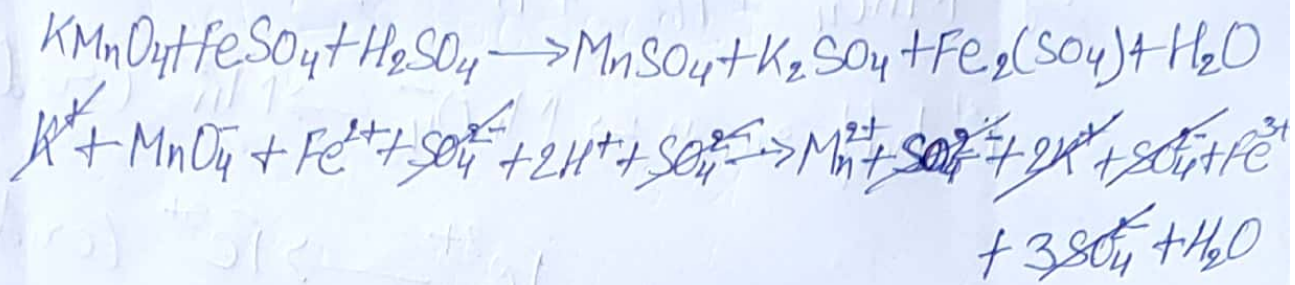 KMnO₄+FeSO₄+H₂SO₄⟶MnSO₄+K₂SO₄+Fe₂(SO₄)+H₂O
K⁺+MnO₄⁻+Fe²⁺+SO₄²⁻+2H⁺+SO₄²⁻→Mn²⁺+SO₄²⁻+2K⁺+SO₄²⁻+Fe³⁺
+3SO₄²⁻+H₂O